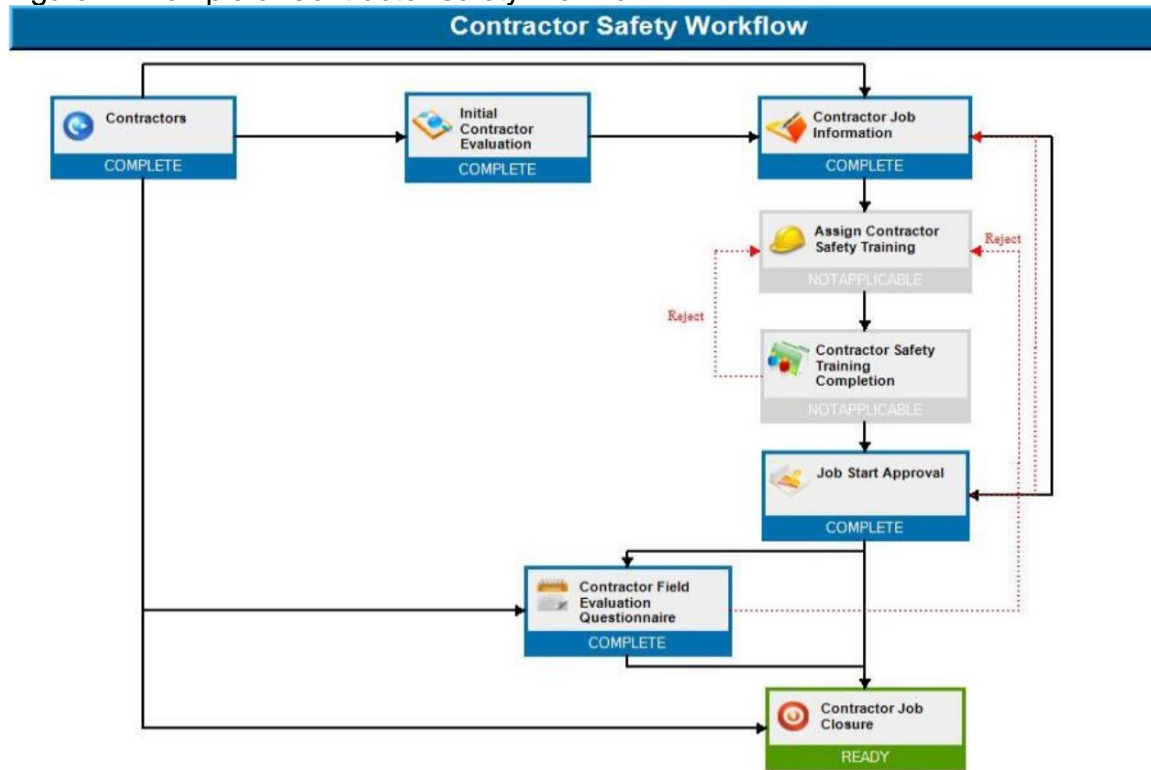 Contractor Safety Workflow
Contractors
COMPLETE
Initial
Contractor
Evaluation
COMPLETE
Contractor Job
Information
COMPLETE
Assign Contractor
Safety Training
NOTAPPLICABLE
Reject
Reject
Contractor Safety
Training
Completion
NOTAPPLICABLE
Job Start Approval
COMPLETE
Contractor Field
Evaluation
Questionnaire
COMPLETE
Contractor Job
Closure
READY